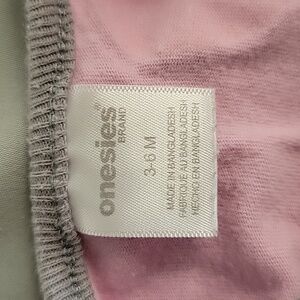 onesies®
BRAND
3-6 M
MADE IN BANGLADESH
FABRIQUÉ AU BANGLADESH
HECHO EN BANGLADESH